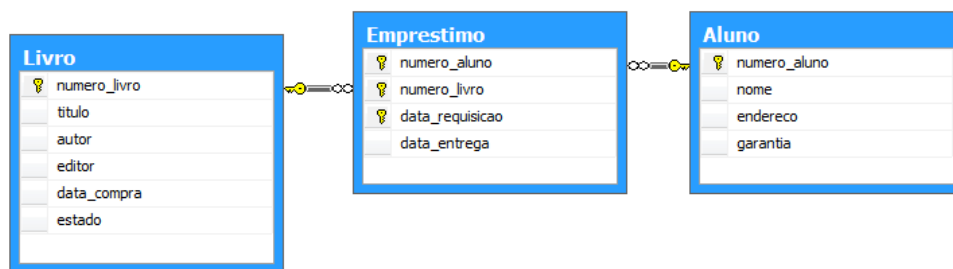 Livro
numero_livro
titulo
autor
editor
data_compra
estado
Emprestimo
numero_aluno
numero_livro
data_requisicao
data_entrega
Aluno
numero_aluno
nome
endereco
garantia